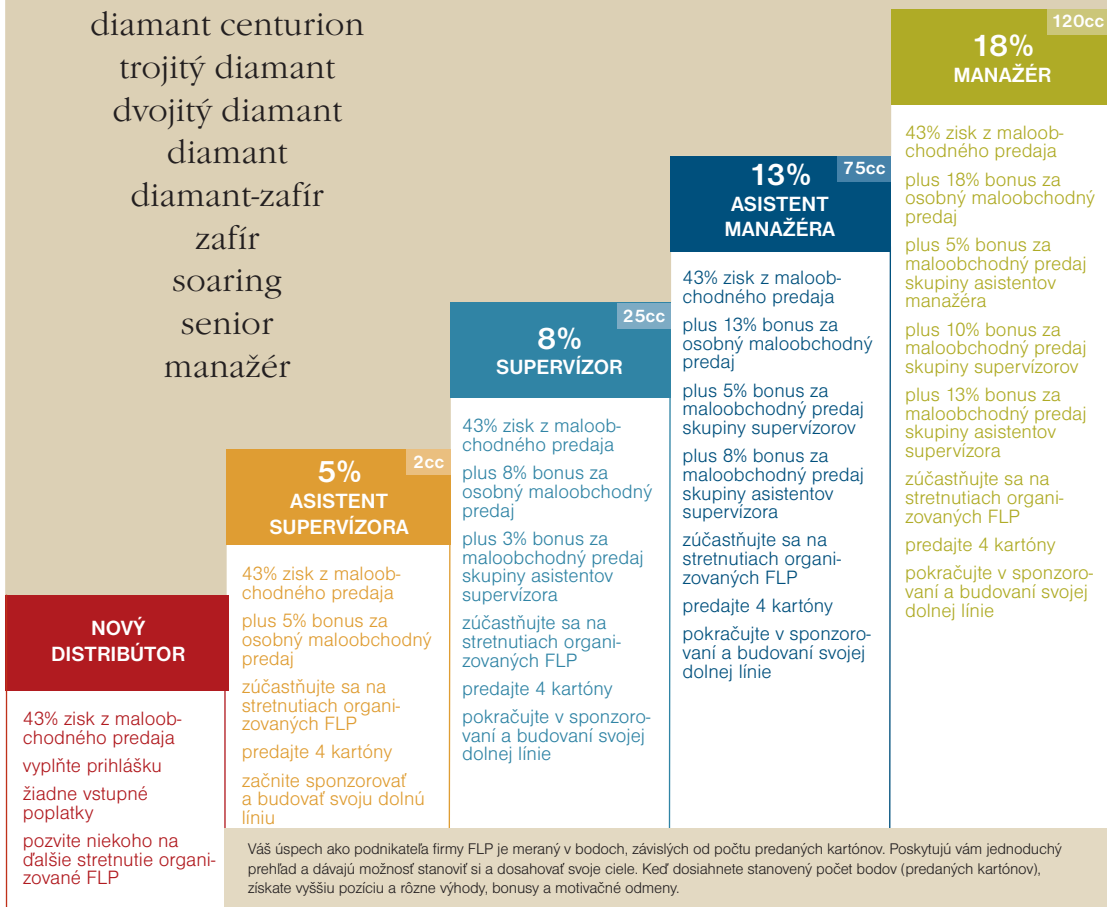 diamant centurion
trojitý diamant
dvojitý diamant
diamant
diamant-zafír
zafír
soaring
senior
manažér
NOVÝ
DISTRIBÚTOR
43% zisk z maloob-
chodného predaja
vyplňte prihlášku
žiadne vstupné
poplatky
pozvite niekoho na
ďalšie stretnutie organi-
zované FLP
2cc
5%
ASISTENT
SUPERVÍZORA
43% zisk z maloob-
chodného predaja
plus 5% bonus za
osobný maloobchodný
predaj
zúčastňujte sa na
stretnutiach organi-
zovaných FLP
predajte 4 kartóny
začnite sponzorovať
a budovať svoju dolnú
líniu
25cc
8%
SUPERVÍZOR
43% zisk z maloob-
chodného predaja
plus 8% bonus za
osobný maloobchodný
predaj
plus 3% bonus za
maloobchodný predaj
skupiny asistentov
supervízora
zúčastňujte sa na
stretnutiach organi-
zovaných FLP
predajte 4 kartóny
pokračujte v sponzoro-
vaní a budovaní svojej
dolnej línie
75cc
13%
ASISTENT
MANAŽÉRA
43% zisk z maloob-
chodného predaja
plus 13% bonus za
osobný maloobchodný
predaj
plus 5% bonus za
maloobchodný predaj
skupiny supervízorov
plus 8% bonus za
maloobchodný predaj
skupiny asistentov
supervízora
zúčastňujte sa na
stretnutiach organi-
zovaných FLP
predajte 4 kartóny
pokračujte v sponzoro-
vaní a budovaní svojej
dolnej línie
120cc
18%
MANAŽÉR
43% zisk z maloob-
chodného predaja
plus 18% bonus za
osobný maloobchodný
predaj
plus 5% bonus za
maloobchodný predaj
skupiny asistentov
manažéra
plus 10% bonus za
maloobchodný predaj
skupiny supervízorov
plus 13% bonus za
maloobchodný predaj
skupiny asistentov
supervízora
zúčastňujte sa na
stretnutiach organi-
zovaných FLP
predajte 4 kartóny
pokračujte v sponzoro-
vaní a budovaní svojej
dolnej línie
Váš úspech ako podnikateľa firmy FLP je meraný v bodoch, závislých od počtu predaných kartónov. Poskytujú vám jednoduchý
prehľad a dávajú možnosť stanoviť si a dosahovať svoje ciele. Keď dosiahnete stanovený počet bodov (predaných kartónov),
získate vyššiu pozíciu a rôzne výhody, bonusy a motivačné odmeny.